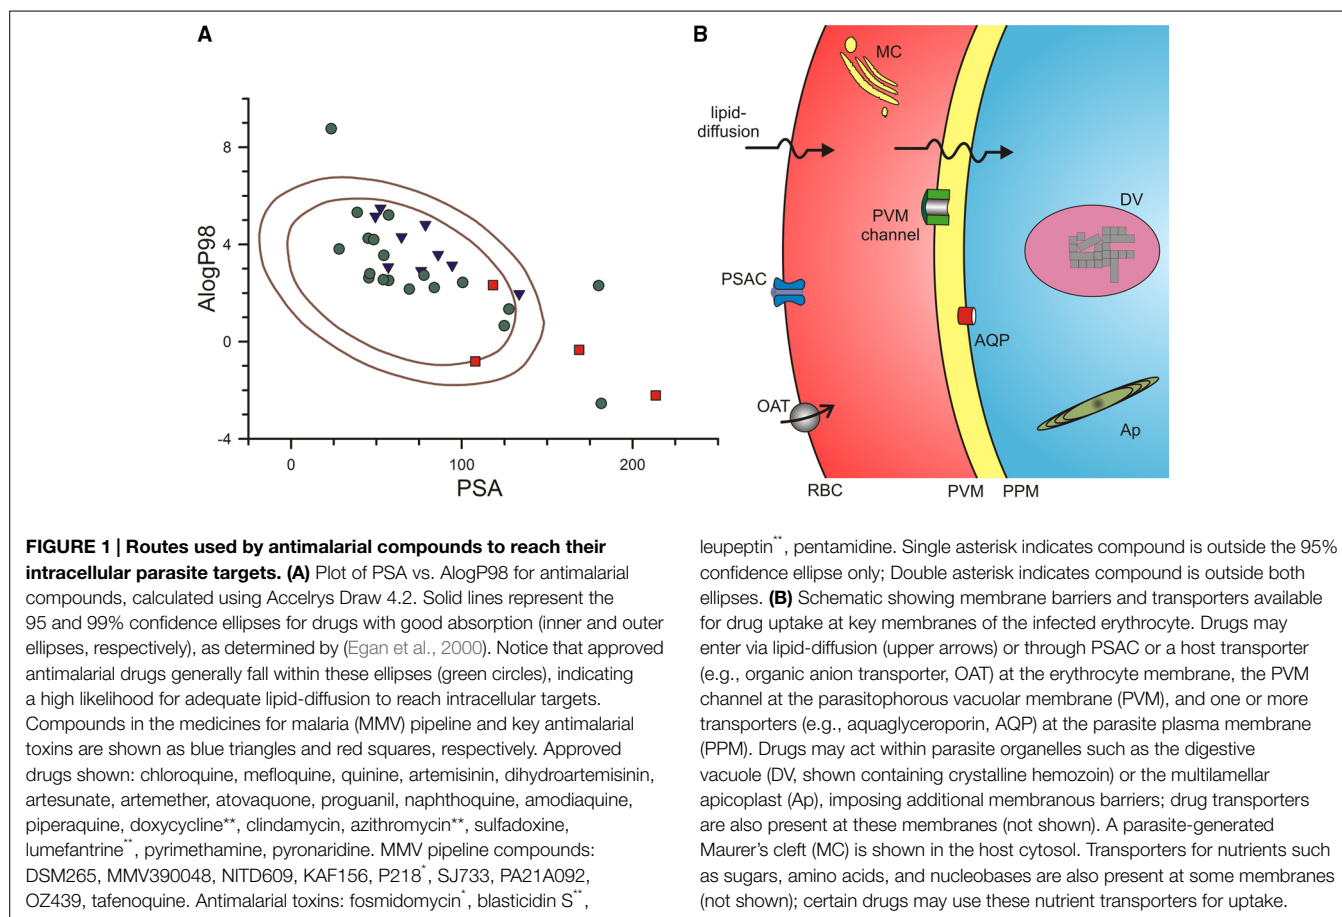 A
8
4
0
-4
AlogP98
0
100
200
PSA
B
MC
lipid-
diffusion
PVM
channel
DV
PSAC
AQP
OAT
Ap
RBC
PVM
PPM
FIGURE 1 | Routes used by antimalarial compounds to reach their
intracellular parasite targets. (A) Plot of PSA vs. AlogP98 for antimalarial
compounds, calculated using Accelrys Draw 4.2. Solid lines represent the
95 and 99% confidence ellipses for drugs with good absorption (inner and outer
ellipses, respectively), as determined by (Egan et al., 2000). Notice that approved
antimalarial drugs generally fall within these ellipses (green circles), indicating
a high likelihood for adequate lipid-diffusion to reach intracellular targets.
Compounds in the medicines for malaria (MMV) pipeline and key antimalarial
toxins are shown as blue triangles and red squares, respectively. Approved
drugs shown: chloroquine, mefloquine, quinine, artemisinin, dihydroartemisinin,
artesunate, artemether, atovaquone, proguanil, naphthoquine, amodiaquine,
piperaquine, doxycycline**, clindamycin, azithromycin**, sulfadoxine,
lumefantrine**, pyrimethamine, pyronaridine. MMV pipeline compounds:
DSM265, MMV390048, NITD609, KAF156, P218*, SJ733, PA21A092,
OZ439, tafenoquine. Antimalarial toxins: fosmidomycin*, blasticidin S**,
leupeptin**, pentamidine. Single asterisk indicates compound is outside the 95%
confidence ellipse only; Double asterisk indicates compound is outside both
ellipses. (B) Schematic showing membrane barriers and transporters available
for drug uptake at key membranes of the infected erythrocyte. Drugs may
enter via lipid-diffusion (upper arrows) or through PSAC or a host transporter
(e.g., organic anion transporter, OAT) at the erythrocyte membrane, the PVM
channel at the parasitophorous vacuolar membrane (PVM), and one or more
transporters (e.g., aquaglyceroporin, AQP) at the parasite plasma membrane
(PPM). Drugs may act within parasite organelles such as the digestive
vacuole (DV, shown containing crystalline hemozoin) or the multilamellar
apicoplast (Ap), imposing additional membranous barriers; drug transporters
are also present at these membranes (not shown). A parasite-generated
Maurer's cleft (MC) is shown in the host cytosol. Transporters for nutrients such
as sugars, amino acids, and nucleobases are also present at some membranes
(not shown); certain drugs may use these nutrient transporters for uptake.